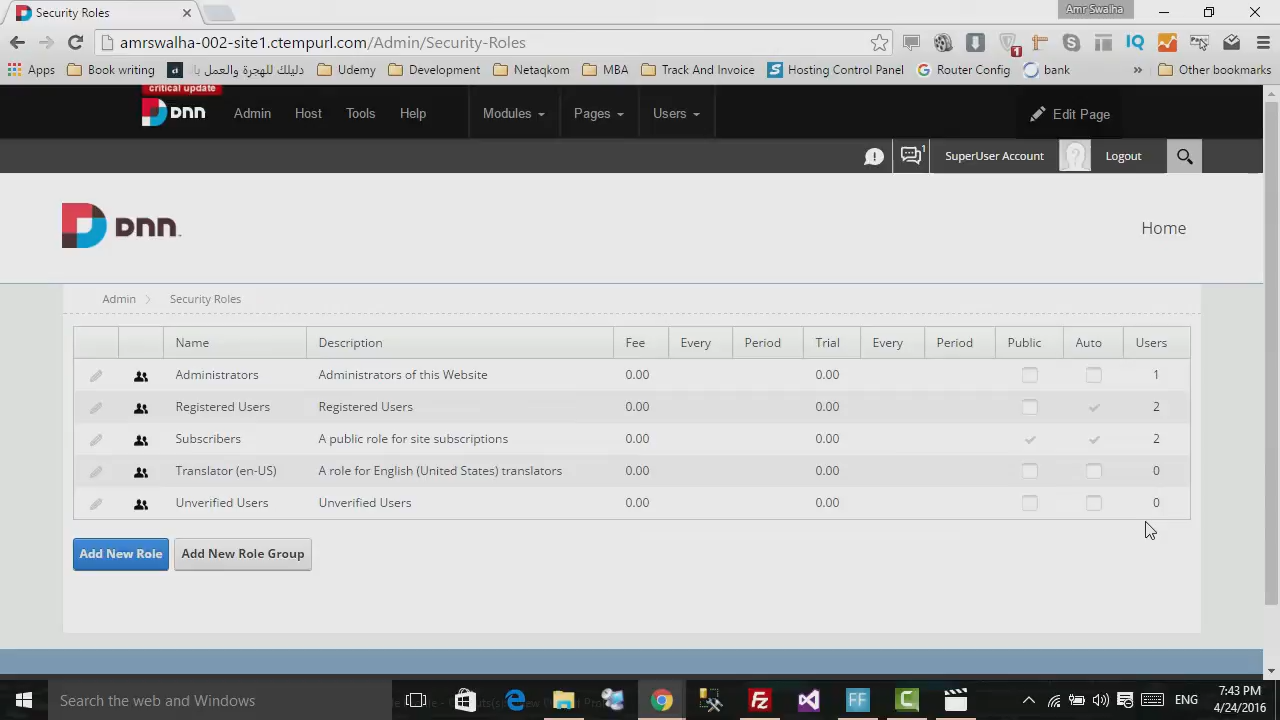 Security Roles
Amr Swalha
amrswalha-002-site1.ctempurl.com/Admin/Security-Roles
1
IQ
Apps Book writing دليلك للهجرة والعمل با Udemy Development Netaqkom MBA Track And Invoice Hosting Control Panel Router Config bank » Other bookmarks
critical update
DNN Admin Host Tools Help Modules Pages Users Edit Page
1 SuperUser Account Logout
DNN
Home
Admin Security Roles
Name Description Fee Every Period Trial Every Period Public Auto Users
Administrators Administrators of this Website 0.00 0.00 1
Registered Users Registered Users 0.00 0.00 2
Subscribers A public role for site subscriptions 0.00 0.00 2
Translator (en-US) A role for English (United States) translators 0.00 0.00 0
Unverified Users Unverified Users 0.00 0.00 0
Add New Role Add New Role Group
Search the web and Windows
ENG
7:43 PM
4/24/2016